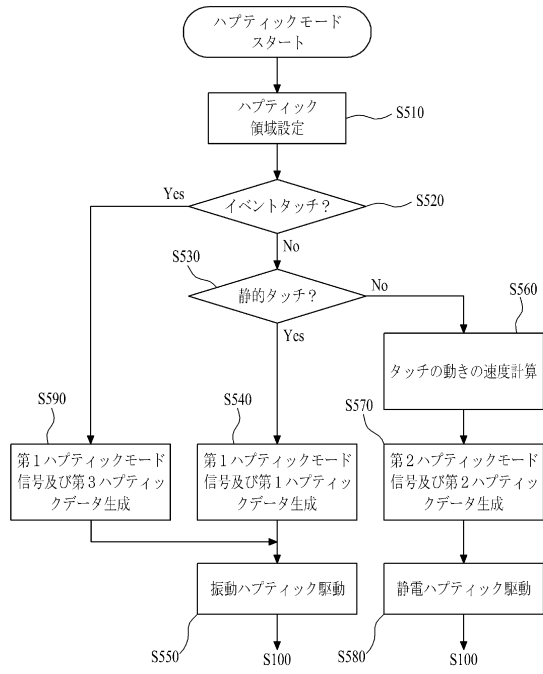 ハプティックモード
スタート
ハプティック
領域設定
S510
イベントタッチ？
S520
Yes
No
S530
静的タッチ？
No
Yes
S560
タッチの動きの速度計算
S590
第1ハプティックモード
信号及び第3ハプティッ
クデータ生成
S540
第1ハプティックモード
信号及び第1ハプティッ
クデータ生成
S570
第2ハプティックモード
信号及び第2ハプティッ
クデータ生成
振動ハプティック駆動
S550
S100
静電ハプティック駆動
S580
S100